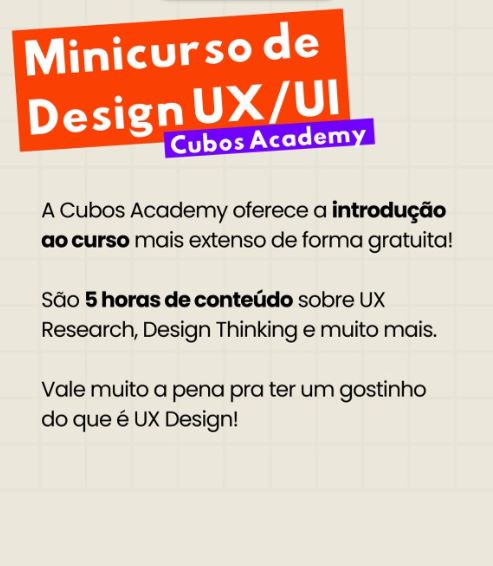 Minicurso de
Design UX/UI
Cubos Academy
A Cubos Academy oferece a introdução
ao curso mais extenso de forma gratuita!
São 5 horas de conteúdo sobre UX
Research, Design Thinking e muito mais.
Vale muito a pena pra ter um gostinho
do que é UX Design!